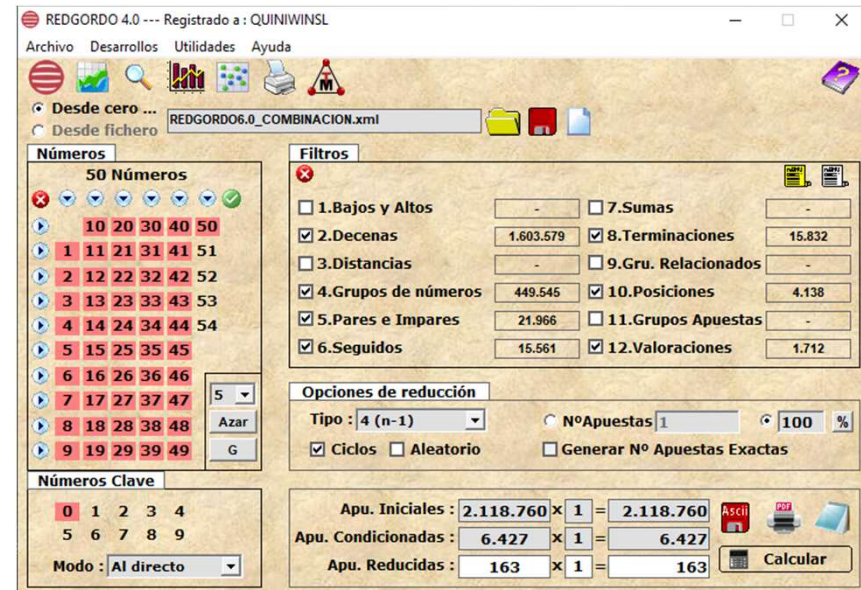 REDGORDO 4.0 --- Registrado a : QUINIWINSL
Archivo Desarrollos Utilidades Ayuda
M
Desde cero ...
Desde fichero
REDGORDO6.0_COMBINACION.xml
Números
50 Números
10 20 30 40 50
1 11 21 31 41 51
2 12 22 32 42 52
3 13 23 33 43 53
4 14 24 34 44 54
5 15 25 35 45
6 16 26 36 46
7 17 27 37 47
8 18 28 38 48
9 19 29 39 49
5
Azar
G
Números Clave
0 1 2 3 4
5 6 7 8 9
Modo : Al directo
Filtros
1.Bajos y Altos -
2.Decenas 1.603.579
3.Distancias -
4.Grupos de números 449.545
5.Pares e Impares 21.966
6.Seguidos 15.561
7.Sumas -
8.Terminaciones 15.832
9.Gru. Relacionados -
10.Posiciones 4.138
11.Grupos Apuestas -
12.Valoraciones 1.712
Opciones de reducción
Tipo : 4 (n-1) NºApuestas 1 100 %
Ciclos Aleatorio Generar Nº Apuestas Exactas
Apu. Iniciales : 2.118.760 x 1 = 2.118.760
Apu. Condicionadas : 6.427 x 1 = 6.427
Apu. Reducidas : 163 x 1 = 163
Ascii
PDF
Calcular